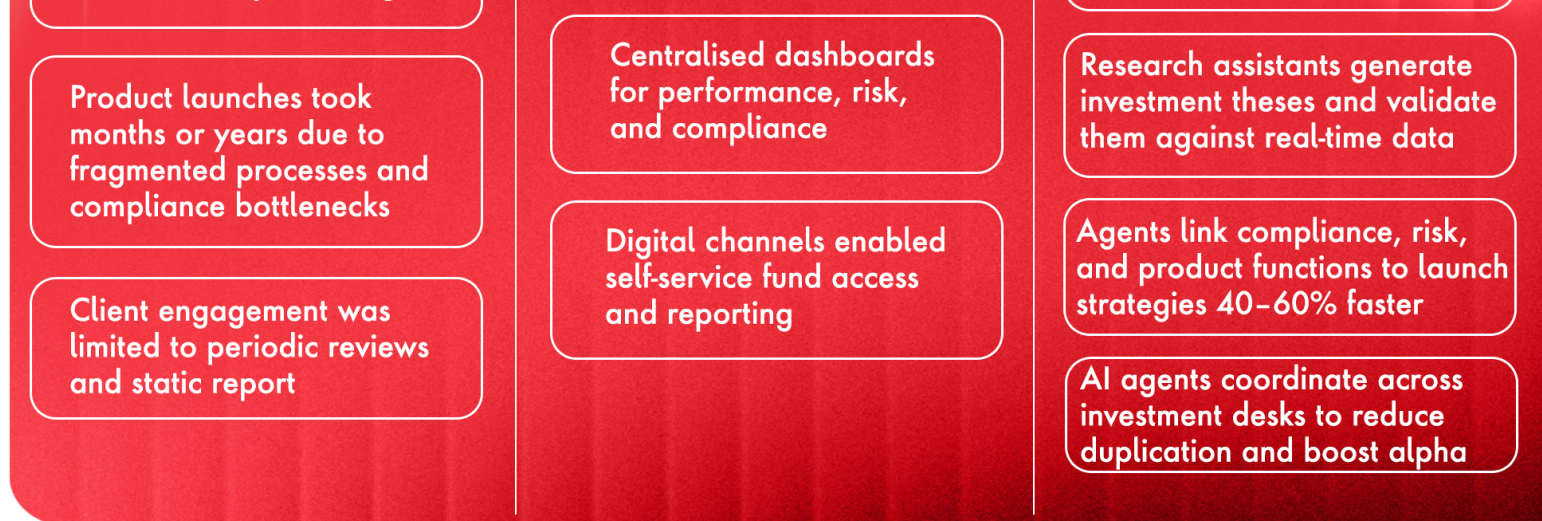 Product launches took
months or years due to
fragmented processes and
compliance bottlenecks
Client engagement was
limited to periodic reviews
and static report
Centralised dashboards
for performance, risk,
and compliance
Digital channels enabled
self-service fund access
and reporting
Research assistants generate
investment theses and validate
them against real-time data
Agents link compliance, risk,
and product functions to launch
strategies 40–60% faster
AI agents coordinate across
investment desks to reduce
duplication and boost alpha